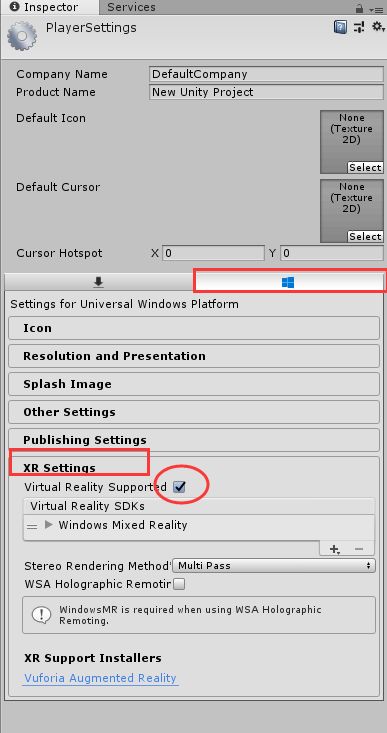 Inspector Services
PlayerSettings
Company Name DefaultCompany
Product Name New Unity Project
Default Icon
None
(Texture
2D)
Select
Default Cursor
None
(Texture
2D)
Select
Cursor Hotspot X 0 Y 0
Settings for Universal Windows Platform
Icon
Resolution and Presentation
Splash Image
Other Settings
Publishing Settings
XR Settings
Virtual Reality Supported
Virtual Reality SDKs
Windows Mixed Reality
Stereo Rendering Method* Multi Pass
WSA Holographic Remotin
WindowsMR is required when using WSA Holographic
Remoting.
XR Support Installers
Vuforia Augmented Reality